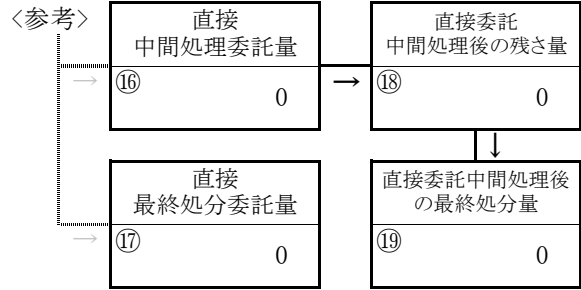 〈参考〉
直接
中間処理委託量
→
⑯
0
→
直接委託
中間処理後の残さ量
⑱
0
↓
直接
最終処分委託量
→
⑰
0
直接委託中間処理後
の最終処分量
⑲
0